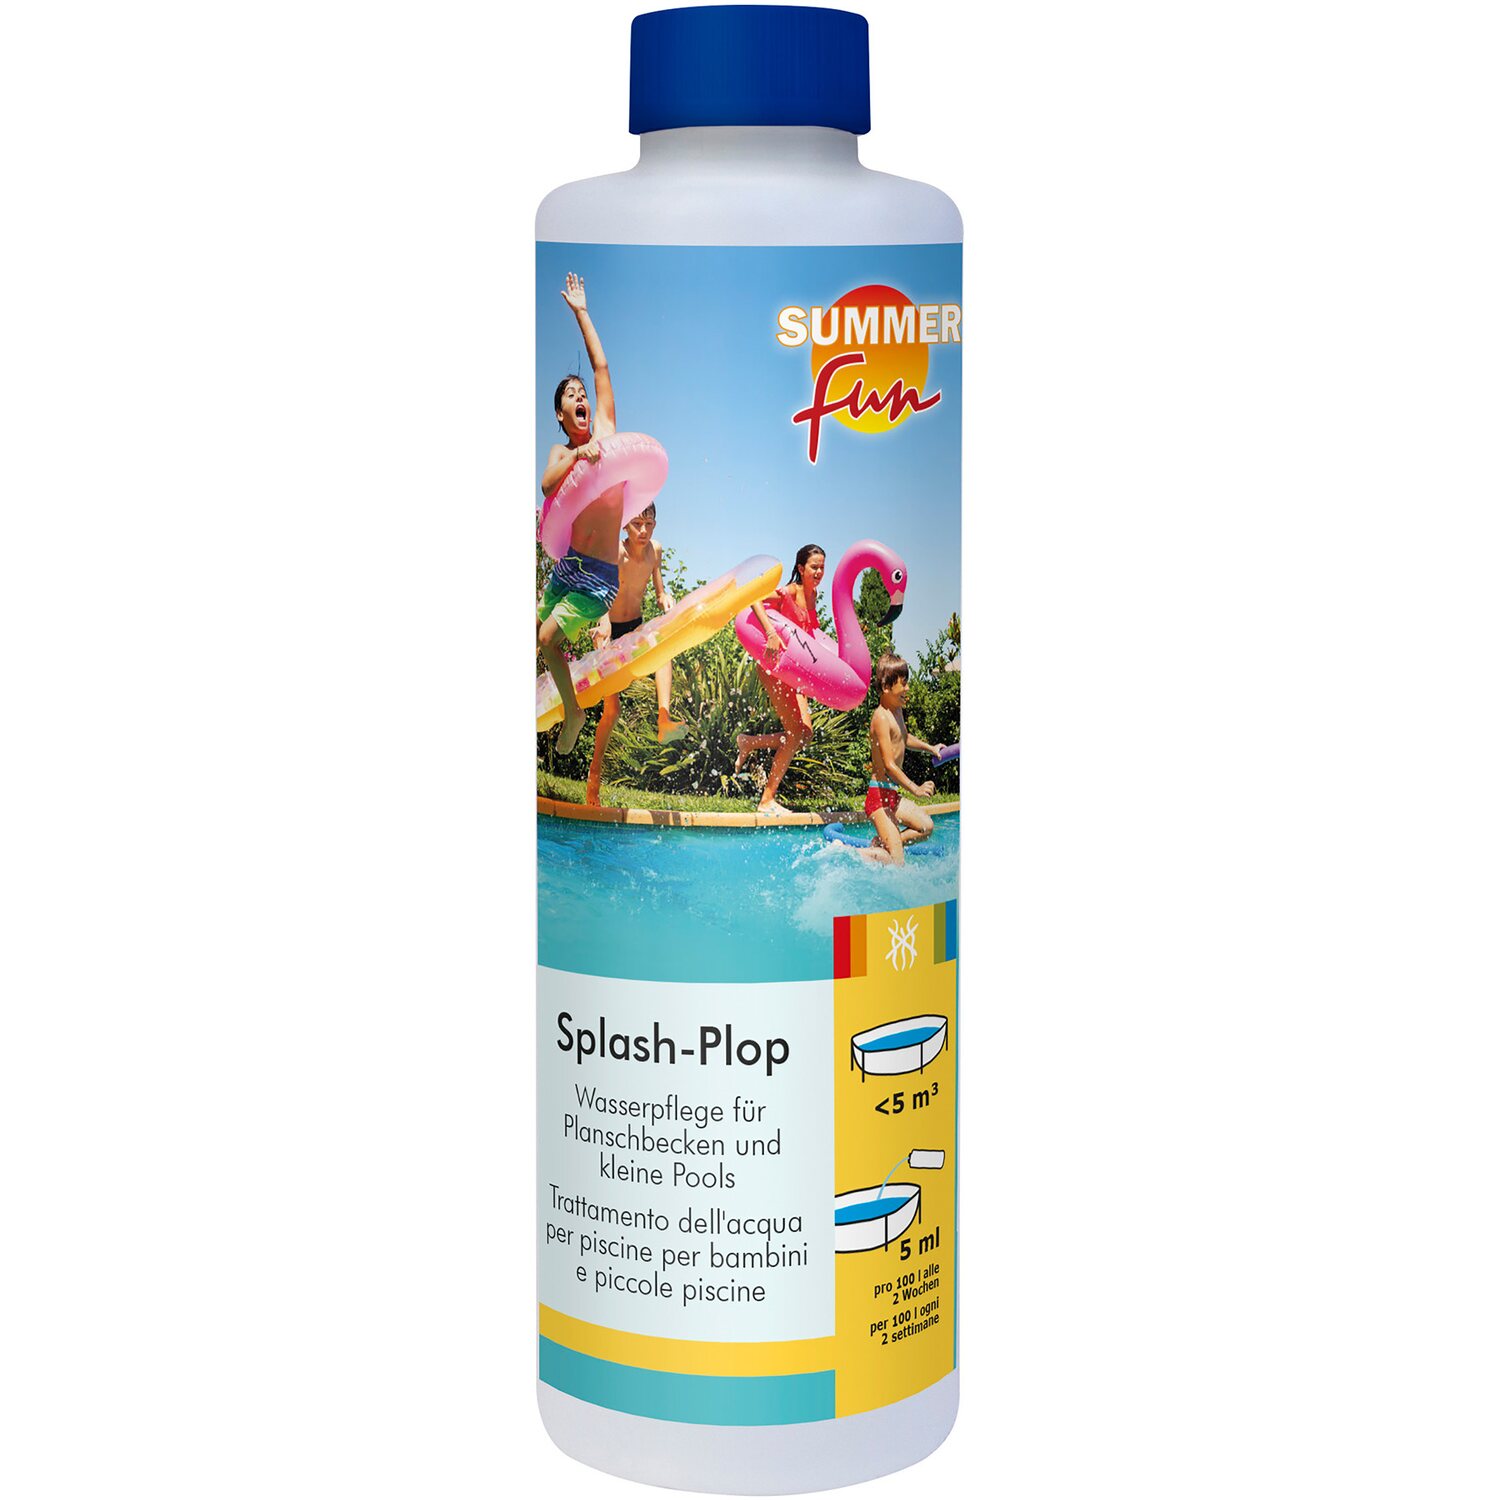 SUMMER
fun
Splash-Plop
Wasserpflege für
Planschbecken und
kleine Pools
Trattamento dell'acqua
per piscine per bambini
e piccole piscine
<5 m³
5 ml
pro 100 l alle
2 Wochen
per 100 l ogni
2 settimane